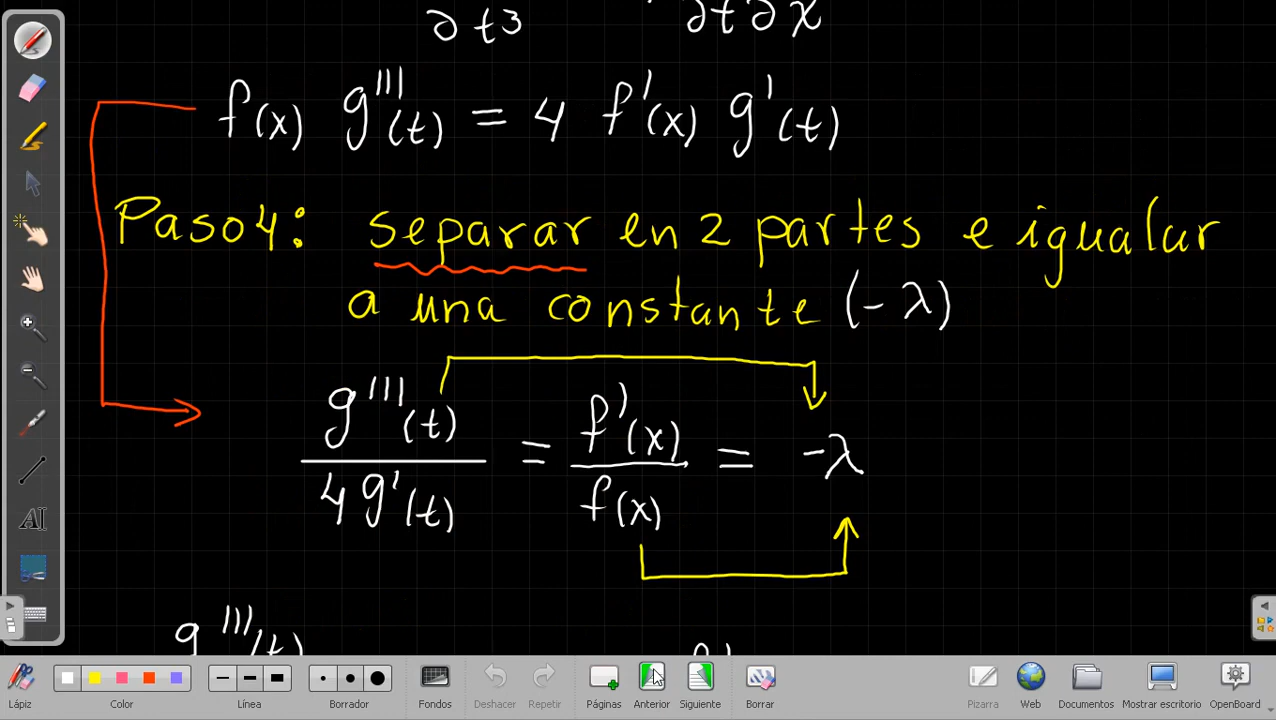 ∂t3 ∂t∂x
f(x) g'''(t) = 4 f'(x) g'(t)
Paso4: separar en 2 partes e igualar
a una constante (-λ)
g'''(t) / 4g'(t) = f'(x) / f(x) = -λ
g'''(t) f'
Lápiz Color Línea Borrador Fondos Deshacer Repetir Páginas Anterior Siguiente Borrar Pizarra Web Documentos Mostrar escritorio OpenBoard